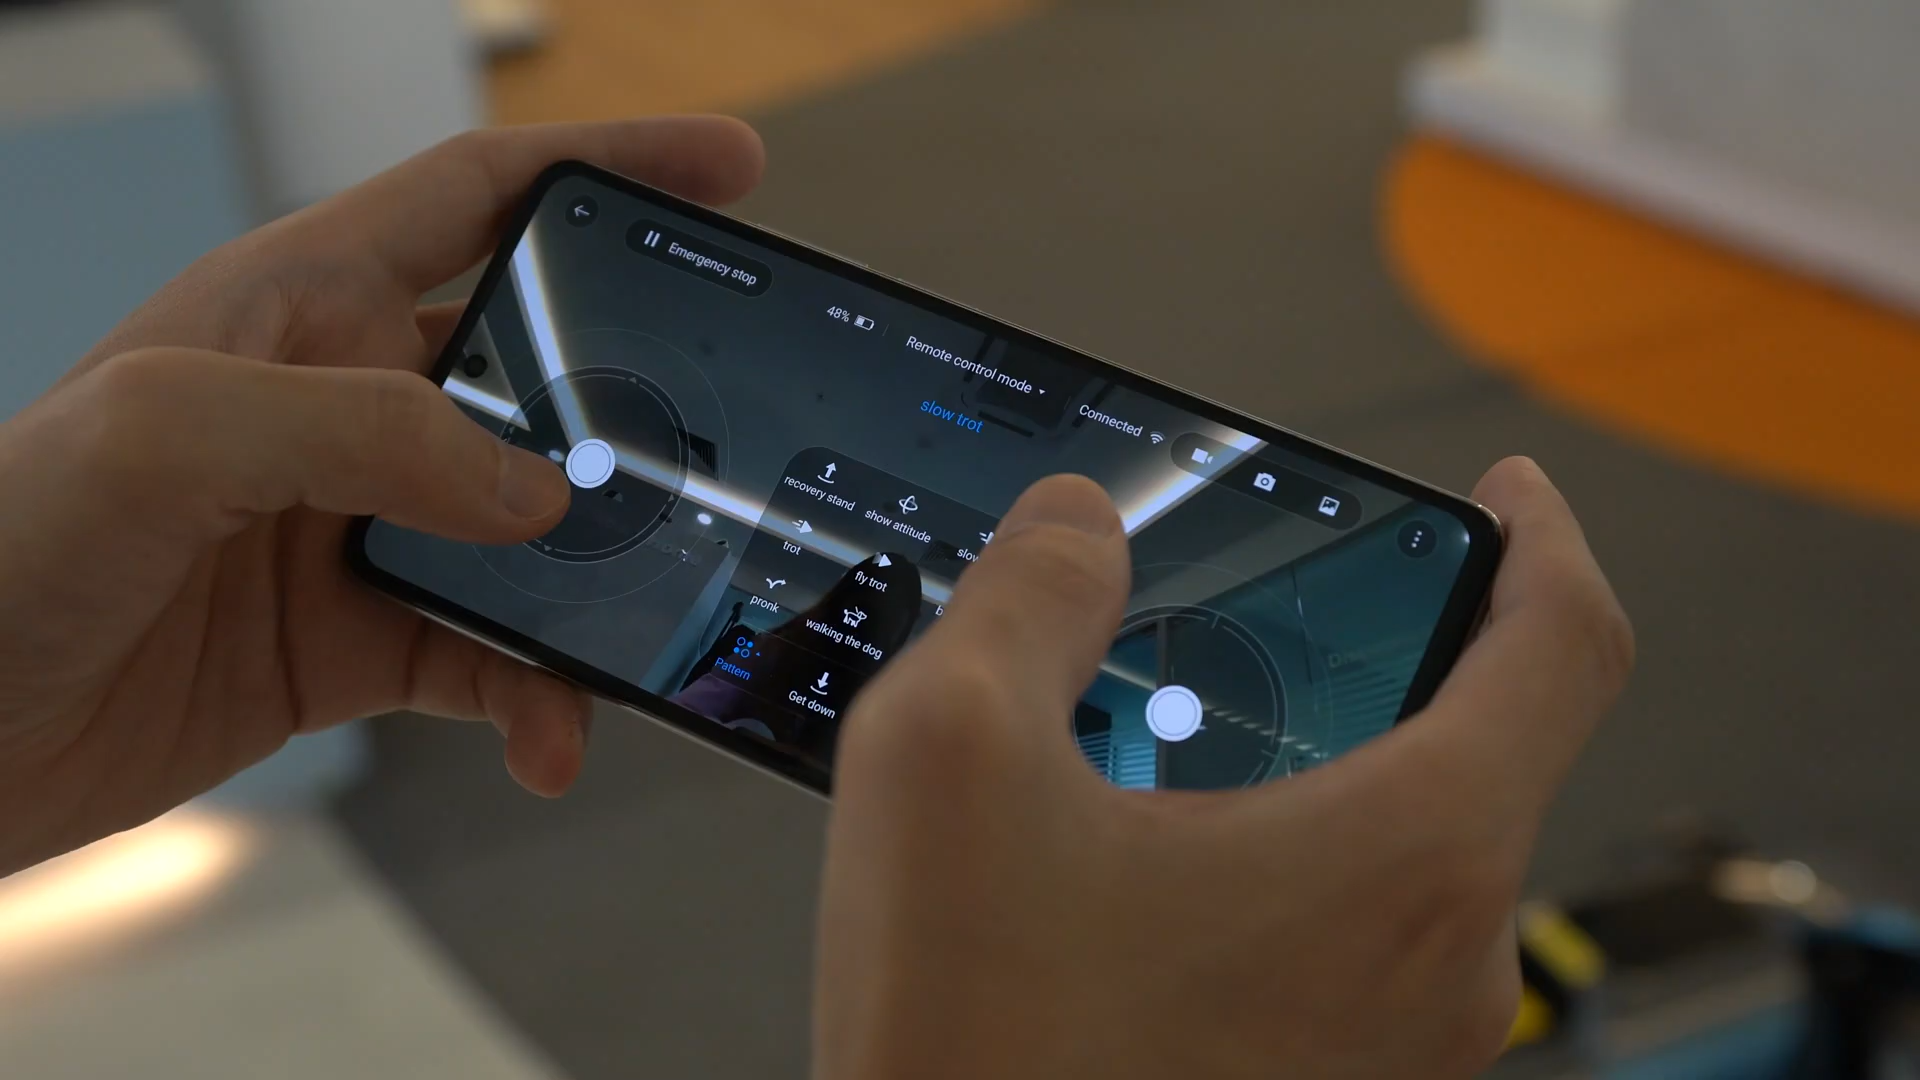 Emergency stop
48%
Remote control mode
Connected
slow trot
recovery stand
show attitude
slow
trot
fly trot
pronk
walking the dog
Pattern
Get down